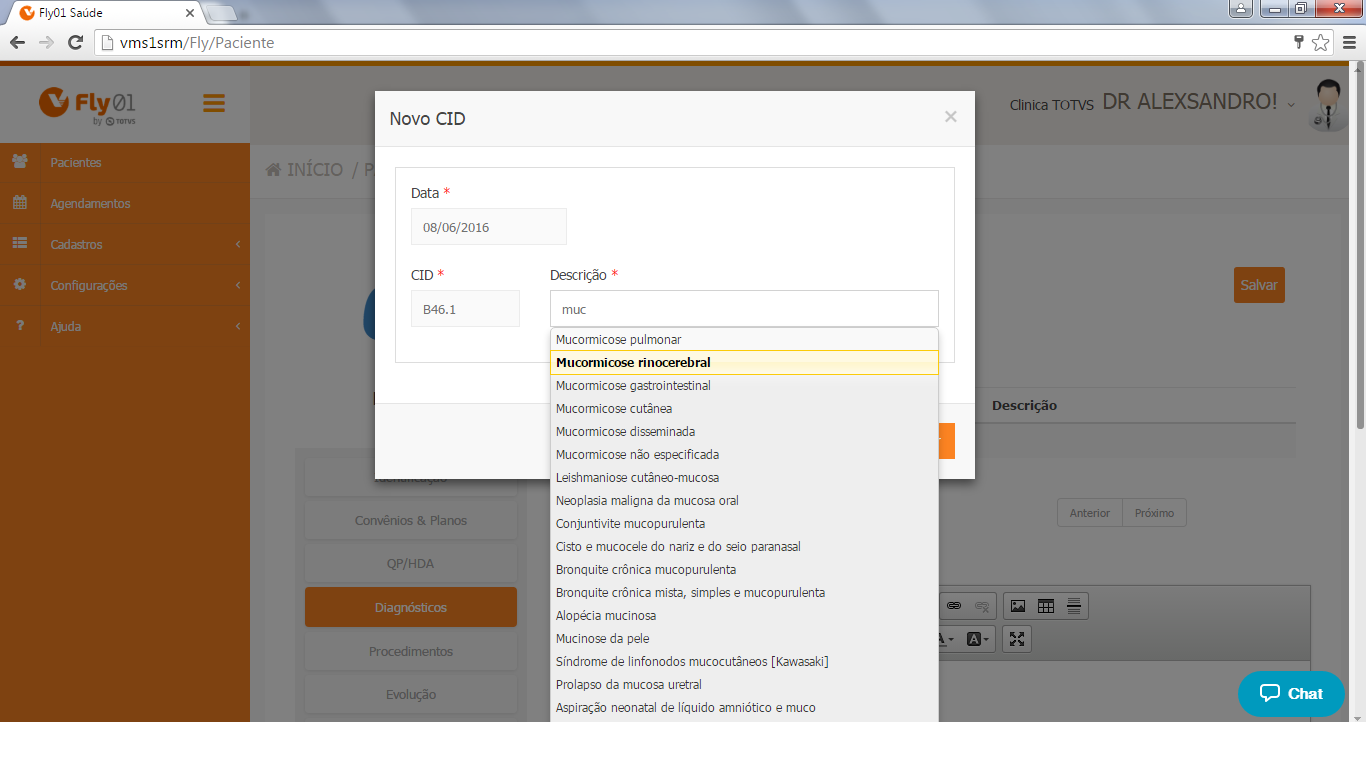 Fly01 Saúde
vms1srm/Fly/Paciente
Fly01
by TOTVS
Clinica TOTVS DR ALEXSANDRO!
Pacientes
Agendamentos
Cadastros
Configurações
? Ajuda
INÍCIO / P
Novo CID ×
Data *
08/06/2016
CID * Descrição *
B46.1 muc
Mucormicose pulmonar
Mucormicose rinocerebral
Mucormicose gastrointestinal
Mucormicose cutânea
Mucormicose disseminada
Mucormicose não especificada
Leishmaniose cutâneo-mucosa
Neoplasia maligna da mucosa oral
Conjuntivite mucopurulenta
Cisto e mucocele do nariz e do seio paranasal
Bronquite crônica mucopurulenta
Bronquite crônica mista, simples e mucopurulenta
Alopécia mucinosa
Mucinose da pele
Síndrome de linfonodos mucocutâneos [Kawasaki]
Prolapso da mucosa uretral
Aspiração neonatal de líquido amniótico e muco
Salvar
Descrição
Anterior Próximo
Convênios & Planos
QP/HDA
Diagnósticos
Procedimentos
Evolução
Chat